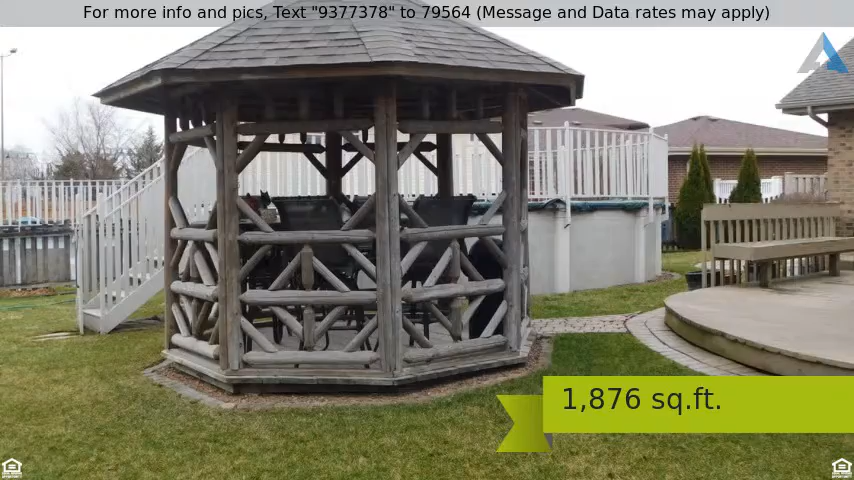 For more info and pics, Text "9377378" to 79564 (Message and Data rates may apply)
1,876 sq.ft.